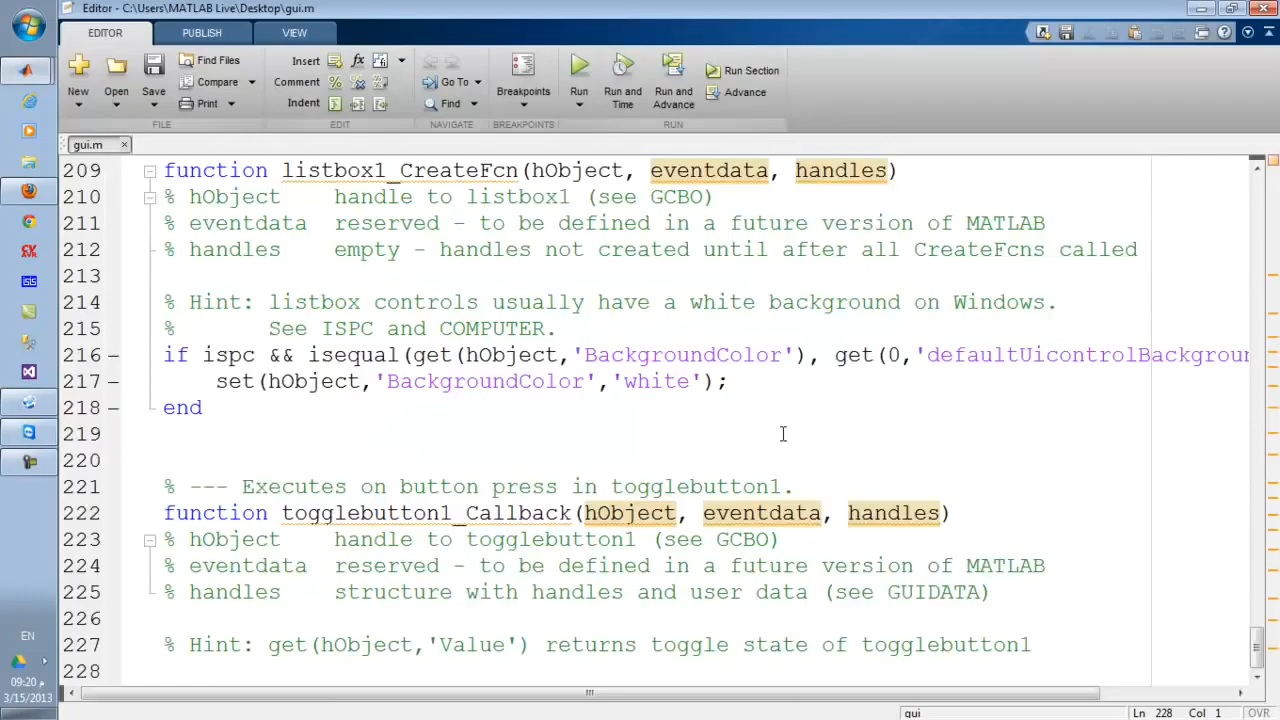 Editor - C:\Users\MATLAB Live\Desktop\gui.m
EDITOR
PUBLISH
VIEW
New
Open
Save
Find Files
Compare
Print
FILE
Insert
fx
Comment
Indent
EDIT
Go To
Find
NAVIGATE
Breakpoints
BREAKPOINTS
Run
Run and Time
Run and Advance
Run Section
Advance
RUN
gui.m
209 function listbox1_CreateFcn(hObject, eventdata, handles)
210 % hObject    handle to listbox1 (see GCBO)
211 % eventdata  reserved - to be defined in a future version of MATLAB
212 % handles    empty - handles not created until after all CreateFcns called
213
214 % Hint: listbox controls usually have a white background on Windows.
215 %       See ISPC and COMPUTER.
216 if ispc && isequal(get(hObject,'BackgroundColor'), get(0,'defaultUicontrolBackgroun
217     set(hObject,'BackgroundColor','white');
218 end
219
220
221 % --- Executes on button press in togglebutton1.
222 function togglebutton1_Callback(hObject, eventdata, handles)
223 % hObject    handle to togglebutton1 (see GCBO)
224 % eventdata  reserved - to be defined in a future version of MATLAB
225 % handles    structure with handles and user data (see GUIDATA)
226
227 % Hint: get(hObject,'Value') returns toggle state of togglebutton1
228
EN
09:20 م
3/15/2013
gui
Ln 228 Col 1 OVR